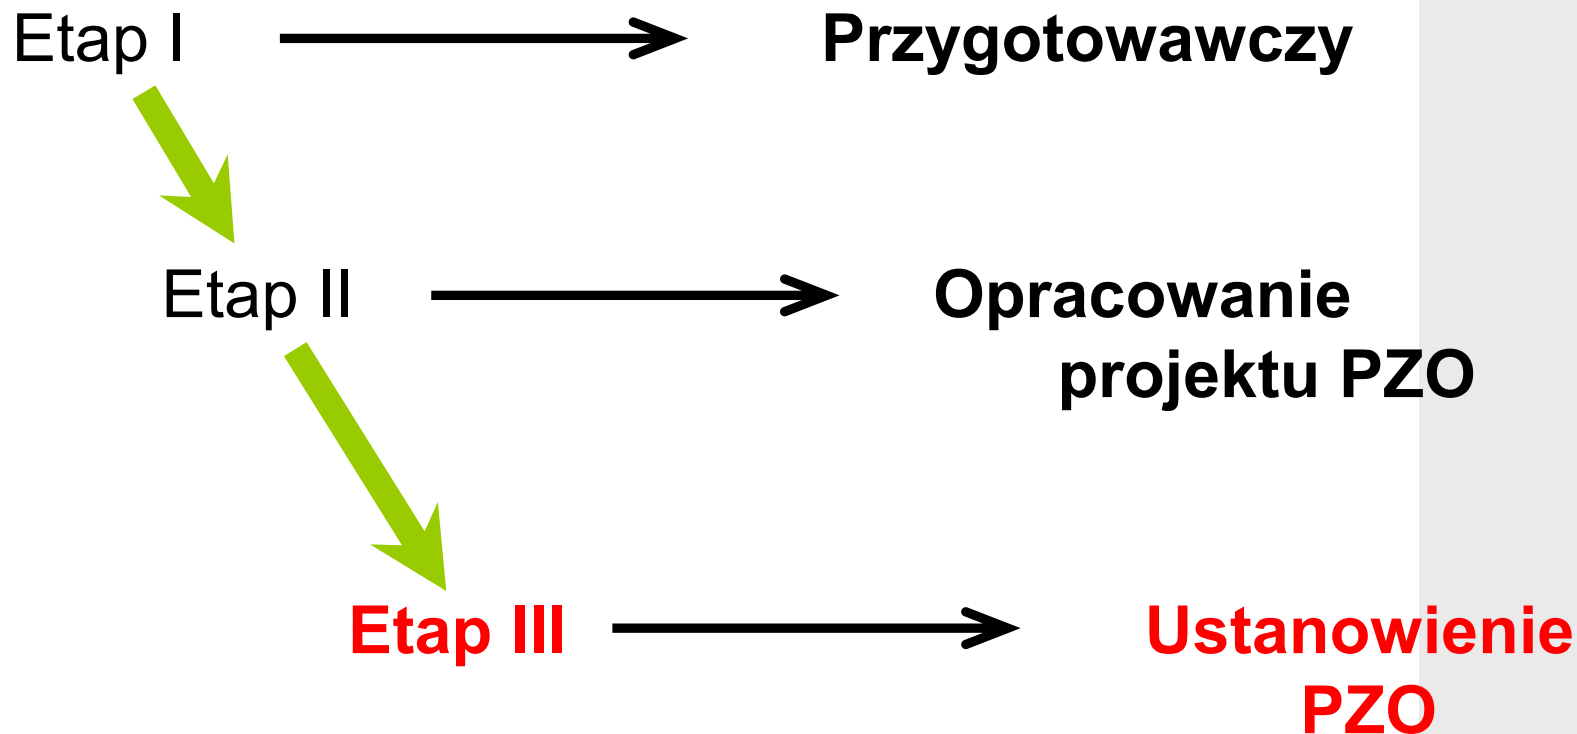 Etap I Przygotowawczy
Etap II Opracowanie
projektu PZO
Etap III Ustanowienie
PZO